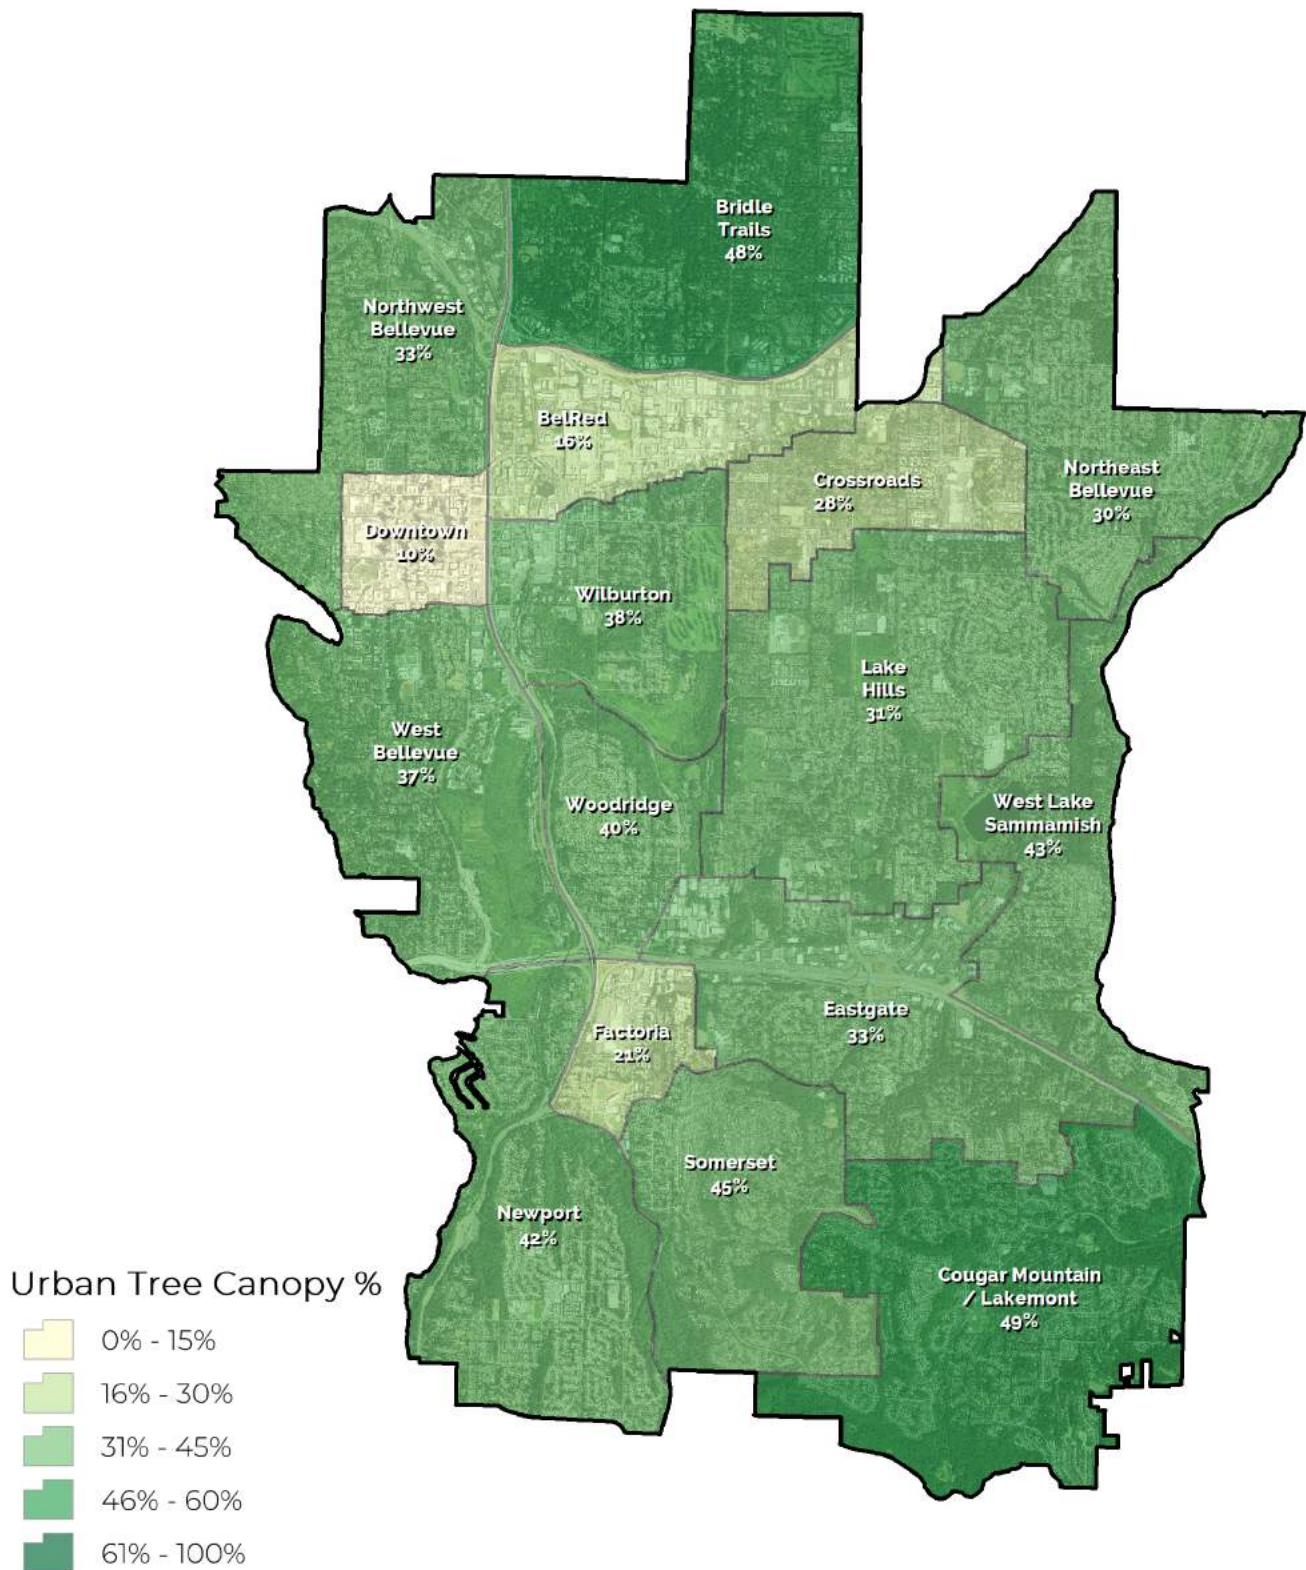 Bridle
Trails
48%
Northwest
Bellevue
33%
BelRed
16%
Crossroads
28%
Northeast
Bellevue
30%
Downtown
10%
Wilburton
38%
Lake
Hills
31%
West
Bellevue
37%
Woodridge
40%
West Lake
Sammamish
43%
Eastgate
33%
Factoria
21%
Somerset
45%
Newport
42%
Cougar Mountain
/ Lakemont
49%
Urban Tree Canopy %
0% - 15%
16% - 30%
31% - 45%
46% - 60%
61% - 100%